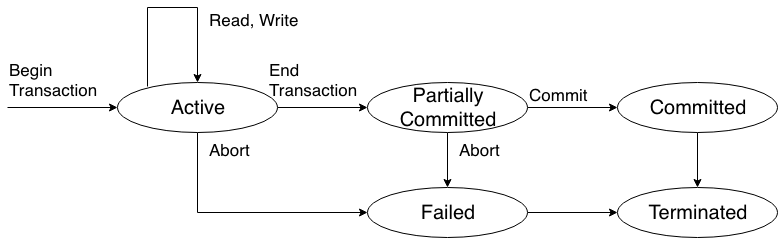 Read, Write
Begin
Transaction
End
Transaction
Active
Partially
Committed
Commit
Committed
Abort
Abort
Failed
Terminated